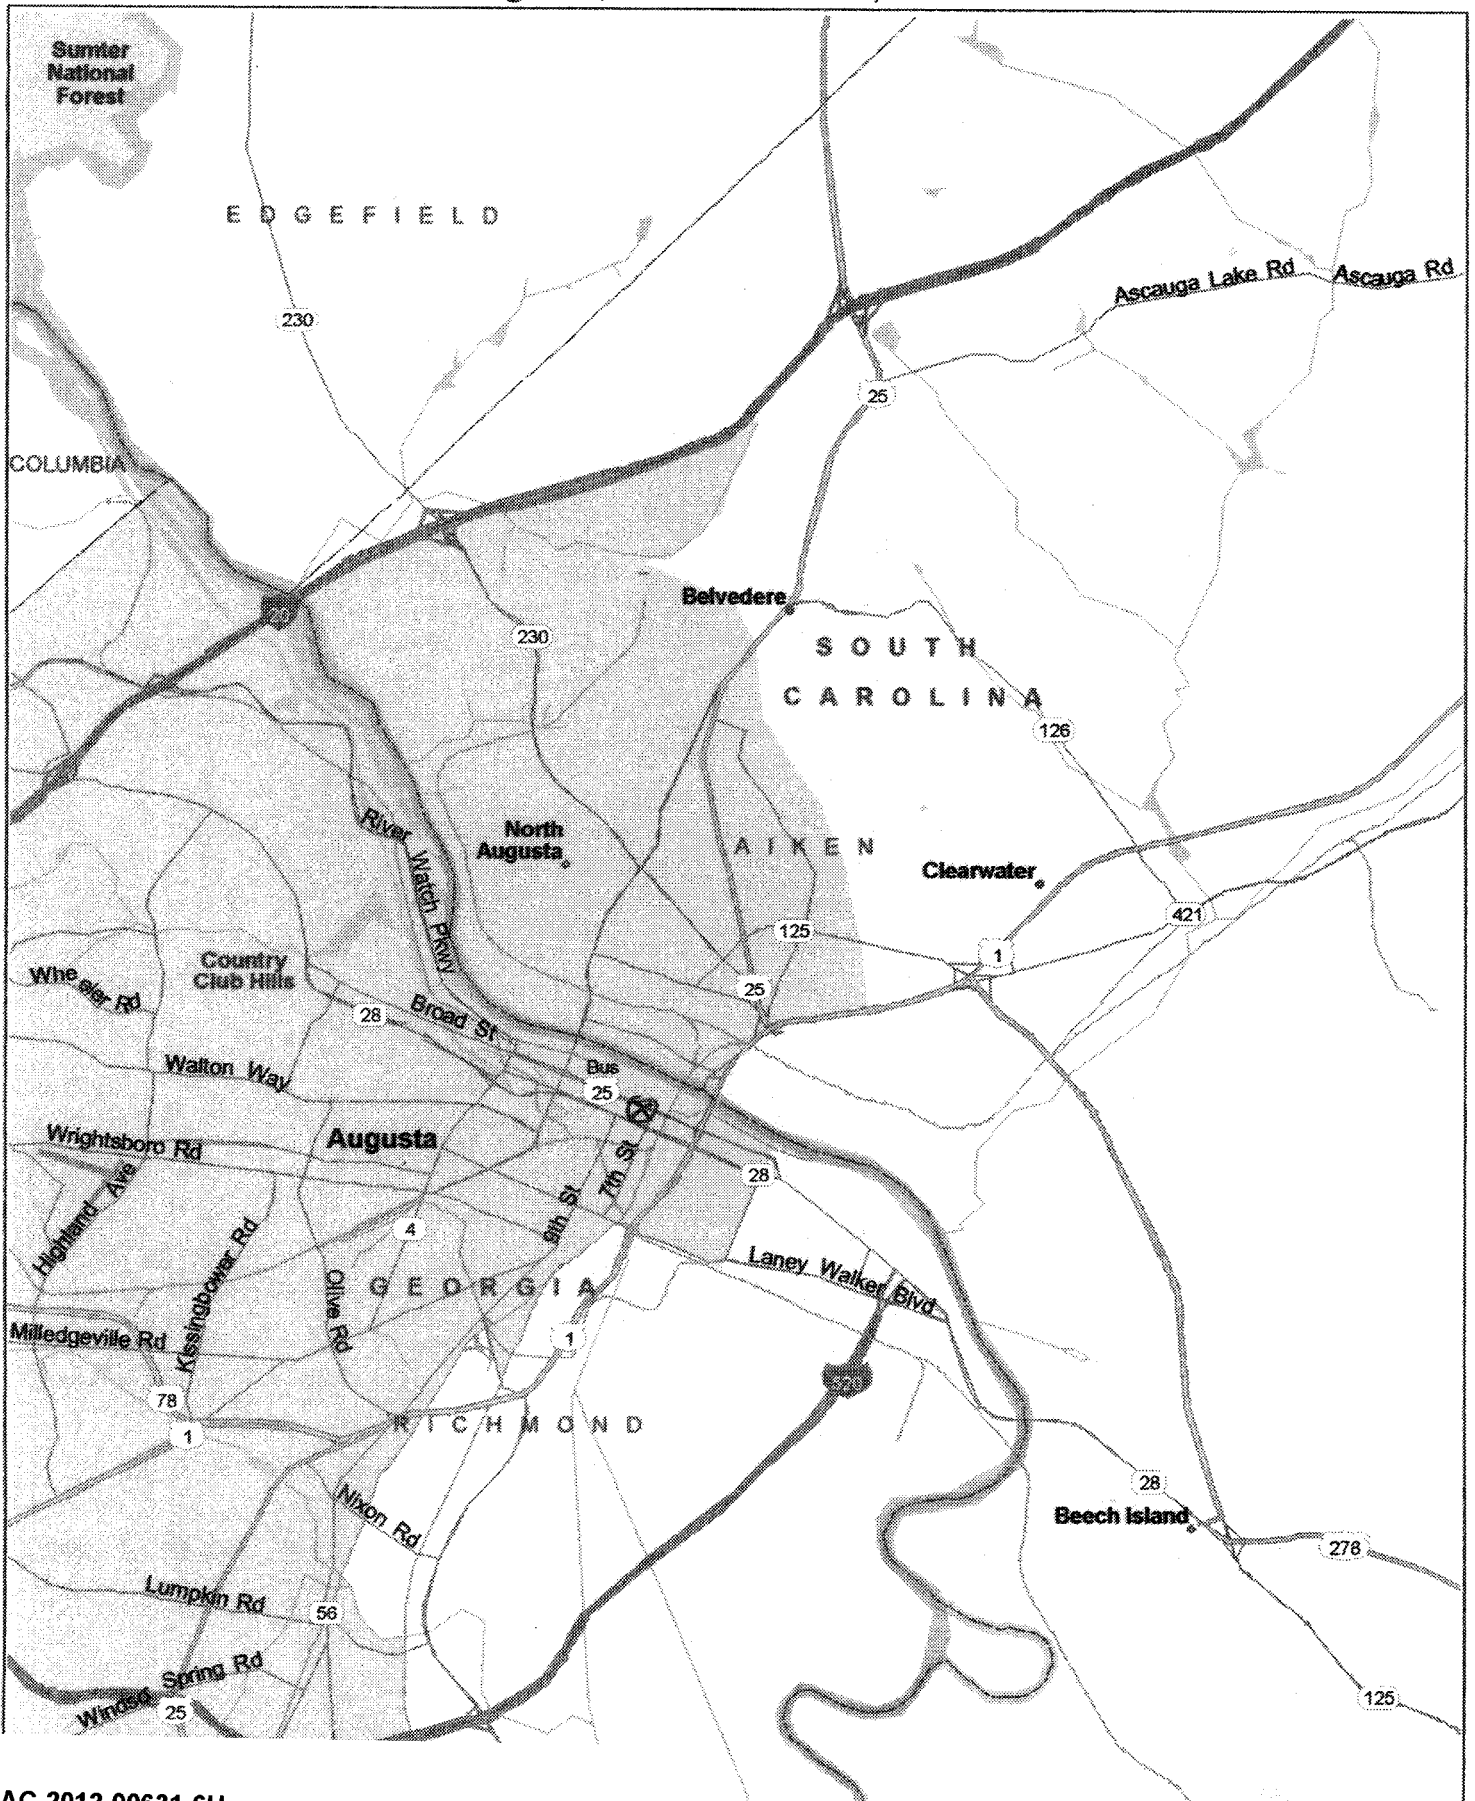 Sumter
National
Forest
E D G E F I E L D
230
Ascauga Lake Rd
Ascauga Rd
25
COLUMBIA
20
Belvedere
230
S O U T H
C A R O L I N A
126
River Watch Pkwy
North
Augusta
A I K E N
Clearwater
421
125
1
Country
Club Hills
Wheeler Rd
25
28
Broad St
Walton Way
Bus
25
Wrightsboro Rd
Augusta
7th St
28
Highland Ave
9th St
4
Kissingbower Rd
Olive Rd
G E O R G I A
Laney Walker Blvd
Milledgeville Rd
1
78
1
R I C H M O N D
28
Nixon Rd
Beech Island
278
Lumpkin Rd
56
Spring Rd
25
125